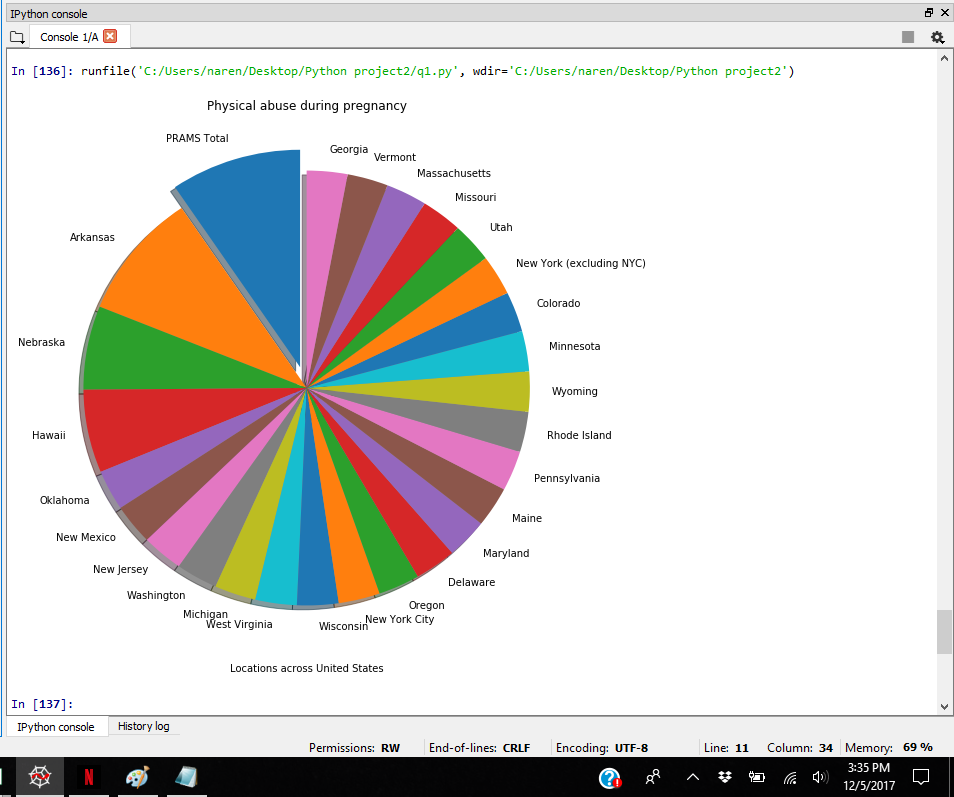 IPython console
Console 1/A
In [136]: runfile('C:/Users/naren/Desktop/Python project2/q1.py', wdir='C:/Users/naren/Desktop/Python project2')
Physical abuse during pregnancy
PRAMS Total
Georgia
Vermont
Massachusetts
Missouri
Utah
Arkansas
New York (excluding NYC)
Colorado
Nebraska
Minnesota
Wyoming
Hawaii
Rhode Island
Pennsylvania
Oklahoma
Maine
New Mexico
Maryland
New Jersey
Delaware
Washington
Oregon
Michigan
New York City
West Virginia
Wisconsin
Locations across United States
In [137]:
IPython console
History log
Permissions: RW End-of-lines: CRLF Encoding: UTF-8 Line: 11 Column: 34 Memory: 69 %
N
3:35 PM
12/5/2017